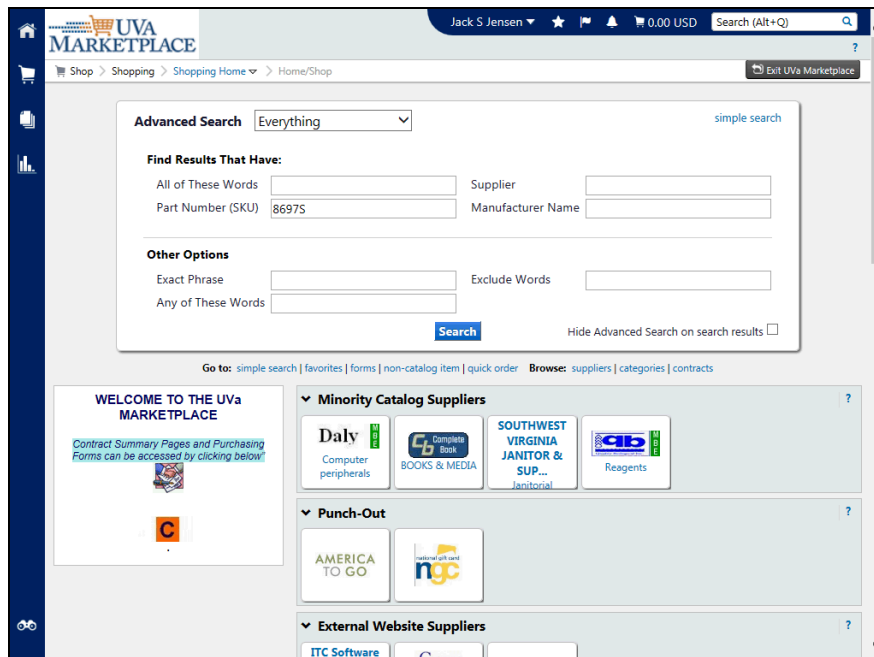 UVA
MARKETPLACE
Jack S Jensen
0.00 USD
Search (Alt+Q)
?
Shop > Shopping > Shopping Home > Home/Shop
Exit UVa Marketplace
Advanced Search Everything
simple search
Find Results That Have:
All of These Words
Supplier
Part Number (SKU) 8697S
Manufacturer Name
Other Options
Exact Phrase
Exclude Words
Any of These Words
Search
Hide Advanced Search on search results
Go to: simple search | favorites | forms | non-catalog item | quick order Browse: suppliers | categories | contracts
WELCOME TO THE UVa
MARKETPLACE
Contract Summary Pages and Purchasing
Forms can be accessed by clicking below"
C
.
Minority Catalog Suppliers
?
Daly MBE
Computer
peripherals
Cb Complete
Book
BOOKS & MEDIA
SOUTHWEST
VIRGINIA
JANITOR &
SUP...
Janitorial
ab MBE
Reagents
Punch-Out
?
AMERICA
TO GO
national gift card
ngc
External Website Suppliers
?
ITC Software